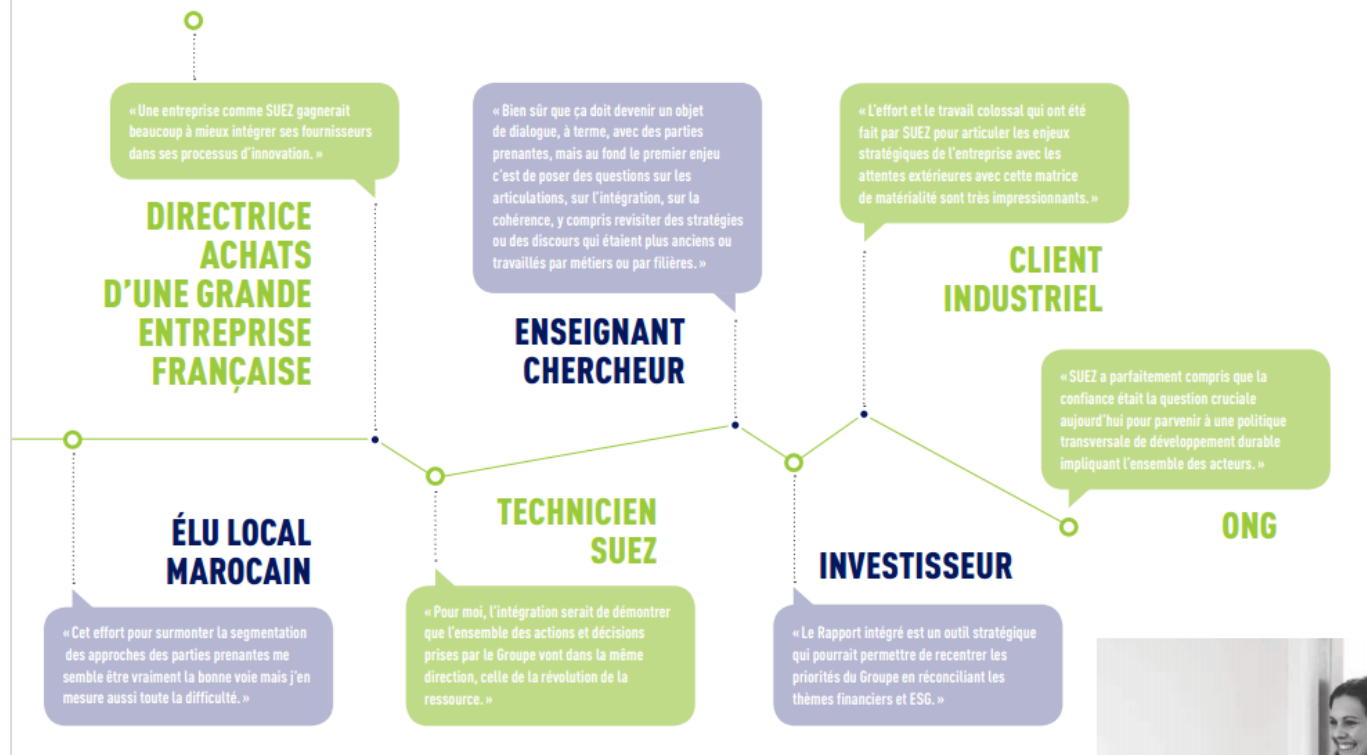 « Une entreprise comme SUEZ gagnerait
beaucoup à mieux intégrer ses fournisseurs
dans ses processus d’innovation. »
DIRECTRICE
ACHATS
D’UNE GRANDE
ENTREPRISE
FRANÇAISE
« Bien sûr que ça doit devenir un objet
de dialogue, à terme, avec des parties
prenantes, mais au fond le premier enjeu
c’est de poser des questions sur les
articulations, sur l’intégration, sur la
cohérence, y compris revisiter des stratégies
ou des discours qui étaient plus anciens ou
travaillés par métiers ou par filières. »
ENSEIGNANT
CHERCHEUR
« L’effort et le travail colossal qui ont été
fait par SUEZ pour articuler les enjeux
stratégiques de l’entreprise avec les
attentes extérieures avec cette matrice
de matérialité sont très impressionnants. »
CLIENT
INDUSTRIEL
« SUEZ a parfaitement compris que la
confiance était la question cruciale
aujourd’hui pour parvenir à une politique
transversale de développement durable
impliquant l’ensemble des acteurs. »
ONG
ÉLU LOCAL
MAROCAIN
« Cet effort pour surmonter la segmentation
des approches des parties prenantes me
semble être vraiment la bonne voie mais j’en
mesure aussi toute la difficulté. »
TECHNICIEN
SUEZ
« Pour moi, l’intégration serait de démontrer
que l’ensemble des actions et décisions
prises par le Groupe vont dans la même
direction, celle de la révolution de la
ressource. »
INVESTISSEUR
« Le Rapport intégré est un outil stratégique
qui pourrait permettre de recentrer les
priorités du Groupe en réconciliant les
thèmes financiers et ESG. »